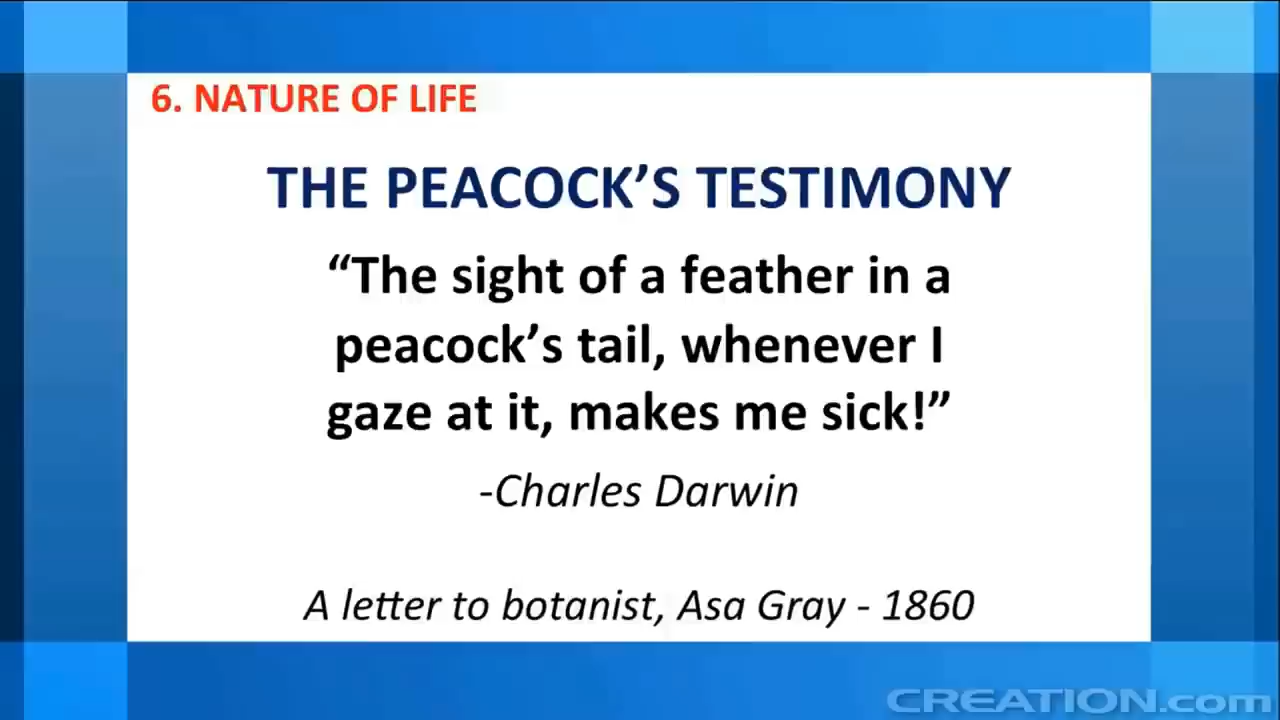 6. NATURE OF LIFE
THE PEACOCK’S TESTIMONY
“The sight of a feather in a
peacock’s tail, whenever I
gaze at it, makes me sick!”
-Charles Darwin
A letter to botanist, Asa Gray - 1860
CREATION.com